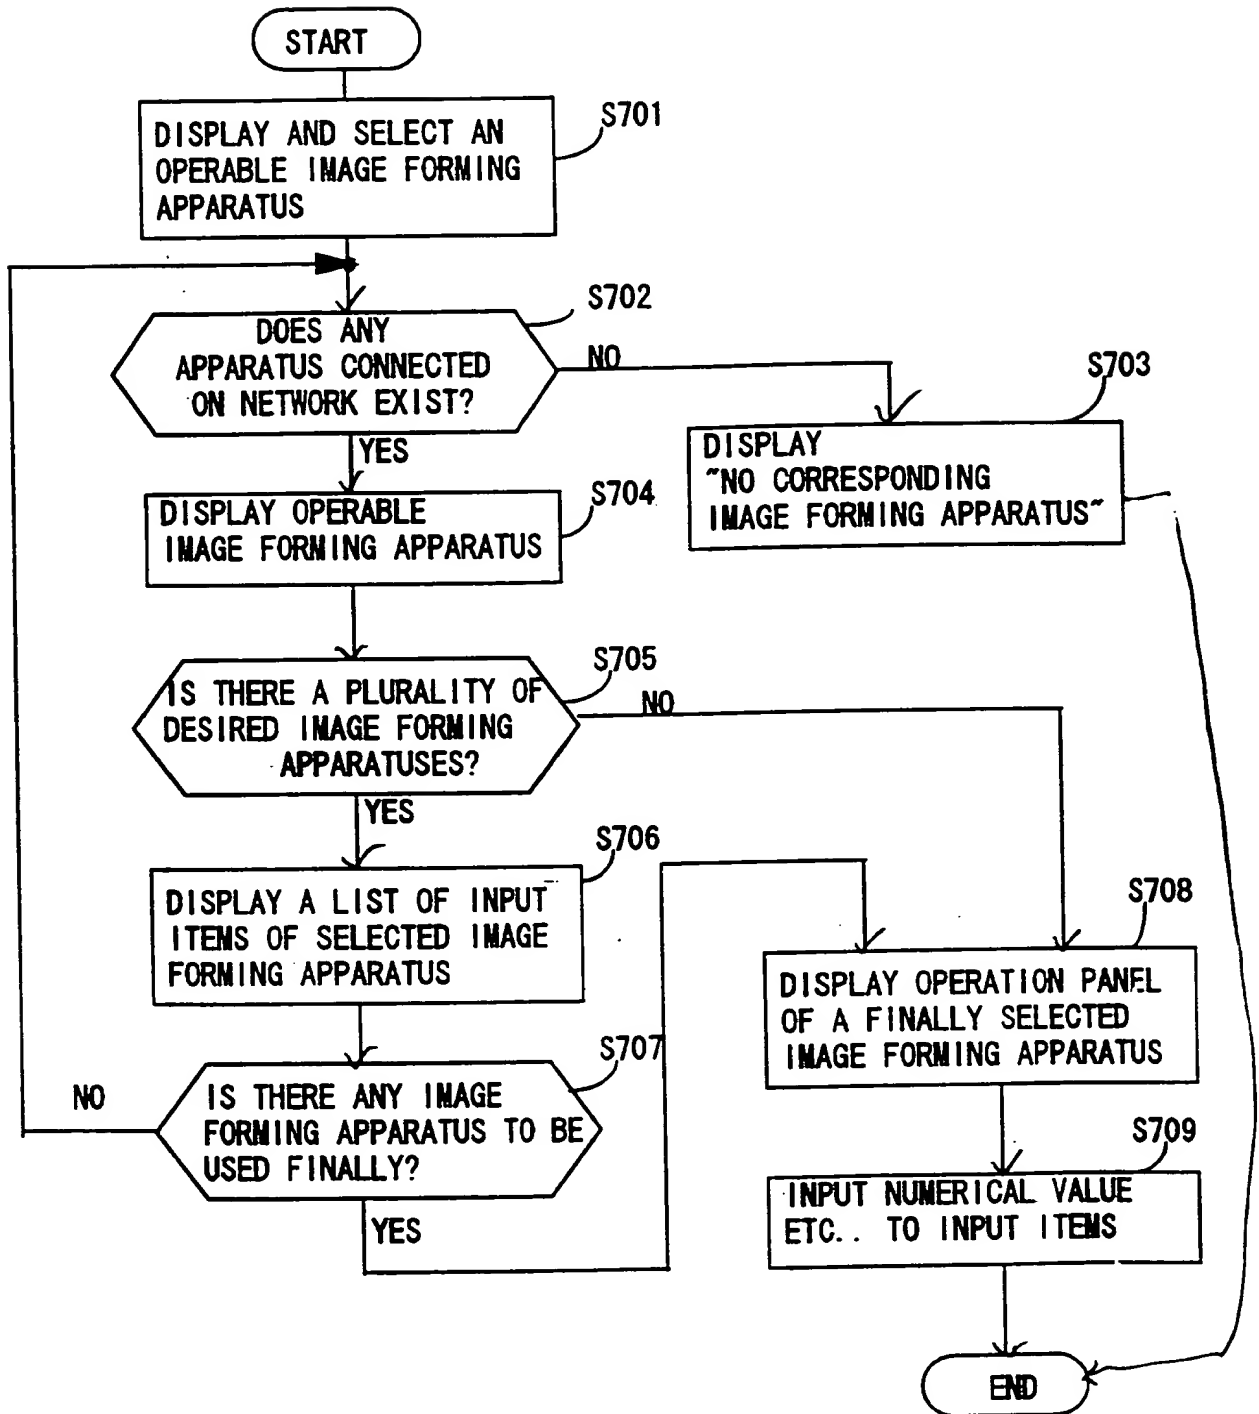 START
S701
DISPLAY AND SELECT AN
OPERABLE IMAGE FORMING
APPARATUS
S702
DOES ANY
APPARATUS CONNECTED
ON NETWORK EXIST?
NO
YES
S703
DISPLAY
"NO CORRESPONDING
IMAGE FORMING APPARATUS"
S704
DISPLAY OPERABLE
IMAGE FORMING APPARATUS
S705
IS THERE A PLURALITY OF
DESIRED IMAGE FORMING
APPARATUSES?
NO
YES
S706
DISPLAY A LIST OF INPUT
ITEMS OF SELECTED IMAGE
FORMING APPARATUS
S707
IS THERE ANY IMAGE
FORMING APPARATUS TO BE
USED FINALLY?
NO
YES
S708
DISPLAY OPERATION PANEL
OF A FINALLY SELECTED
IMAGE FORMING APPARATUS
S709
INPUT NUMERICAL VALUE
ETC.. TO INPUT ITEMS
END